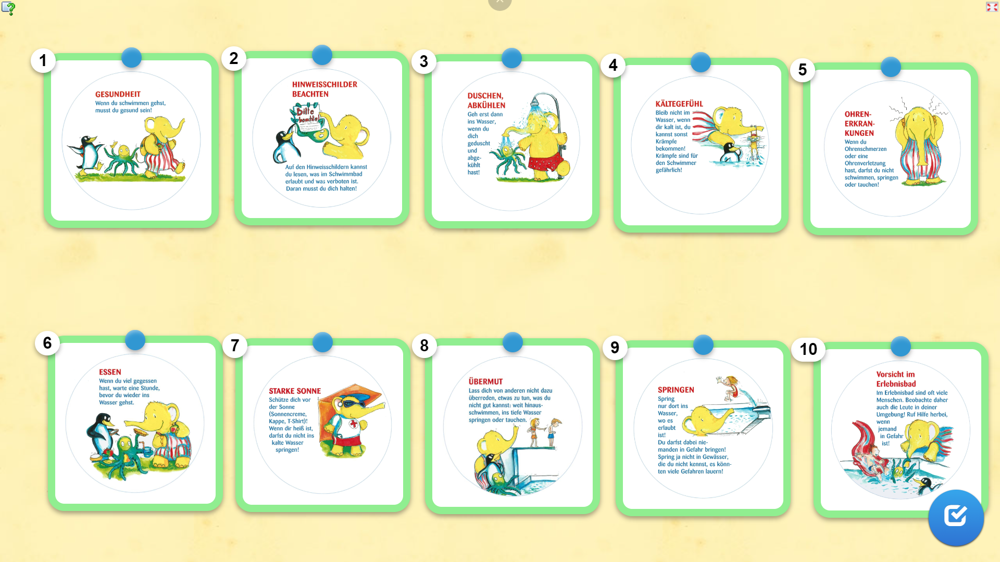 1
GESUNDHEIT
Wenn du schwimmen gehst,
musst du gesund sein!
2
HINWEISSCHILDER
BEACHTEN
Bitte
beachte!
Auf den Hinweisschildern kannst
du lesen, was im Schwimmbad
erlaubt und was verboten ist.
Daran musst du dich halten!
3
DUSCHEN,
ABKÜHLEN
Geh erst dann
ins Wasser,
wenn du
dich
geduscht
und
abge-
kühlt
hast!
4
KÄLTEGEFÜHL
Bleib nicht im
Wasser, wenn
dir kalt ist, du
kannst sonst
Krämpfe
bekommen!
Krämpfe sind für
den Schwimmer
gefährlich!
5
OHREN-
ERKRAN-
KUNGEN
Wenn du
Ohrenschmerzen
oder eine
Ohrenverletzung
hast, darfst du nicht
schwimmen, springen
oder tauchen!
6
ESSEN
Wenn du viel gegessen
hast, warte eine Stunde,
bevor du wieder ins
Wasser gehst.
7
STARKE SONNE
Schütze dich vor
der Sonne
(Sonnencreme,
Kappe, T-Shirt)!
Wenn dir heiß ist,
darfst du nicht ins
kalte Wasser
springen!
8
ÜBERMUT
Lass dich von anderen nicht dazu
überreden, etwas zu tun, was du
nicht gut kannst: weit hinaus-
schwimmen, ins tiefe Wasser
springen oder tauchen.
9
SPRINGEN
Spring
nur dort ins
Wasser,
wo es
erlaubt
ist!
Du darfst dabei nie-
manden in Gefahr bringen!
Spring ja nicht in Gewässer,
die du nicht kennst, es könn-
ten viele Gefahren lauern!
10
Vorsicht im
Erlebnisbad
Im Erlebnisbad sind oft viele
Menschen. Beobachte daher
auch die Leute in deiner
Umgebung! Ruf Hilfe herbei,
wenn
jemand
in Gefahr
ist!